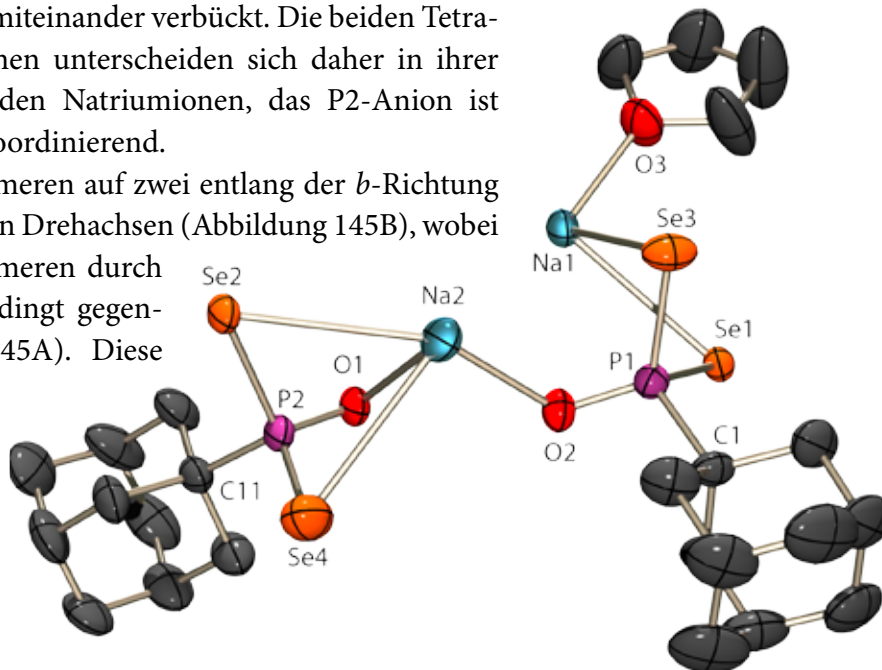 miteinander verbückt. Die beiden Tetra-
nen unterscheiden sich daher in ihrer
den Natriumionen, das P2-Anion ist
oordinierend.
meren auf zwei entlang der b-Richtung
n Drehachsen (Abbildung 145B), wobei
meren durch
dingt gegen-
45A). Diese
O3
Se3
Na1
Se2
Na2
Se1
O1
P1
P2
O2
C1
C11
Se4